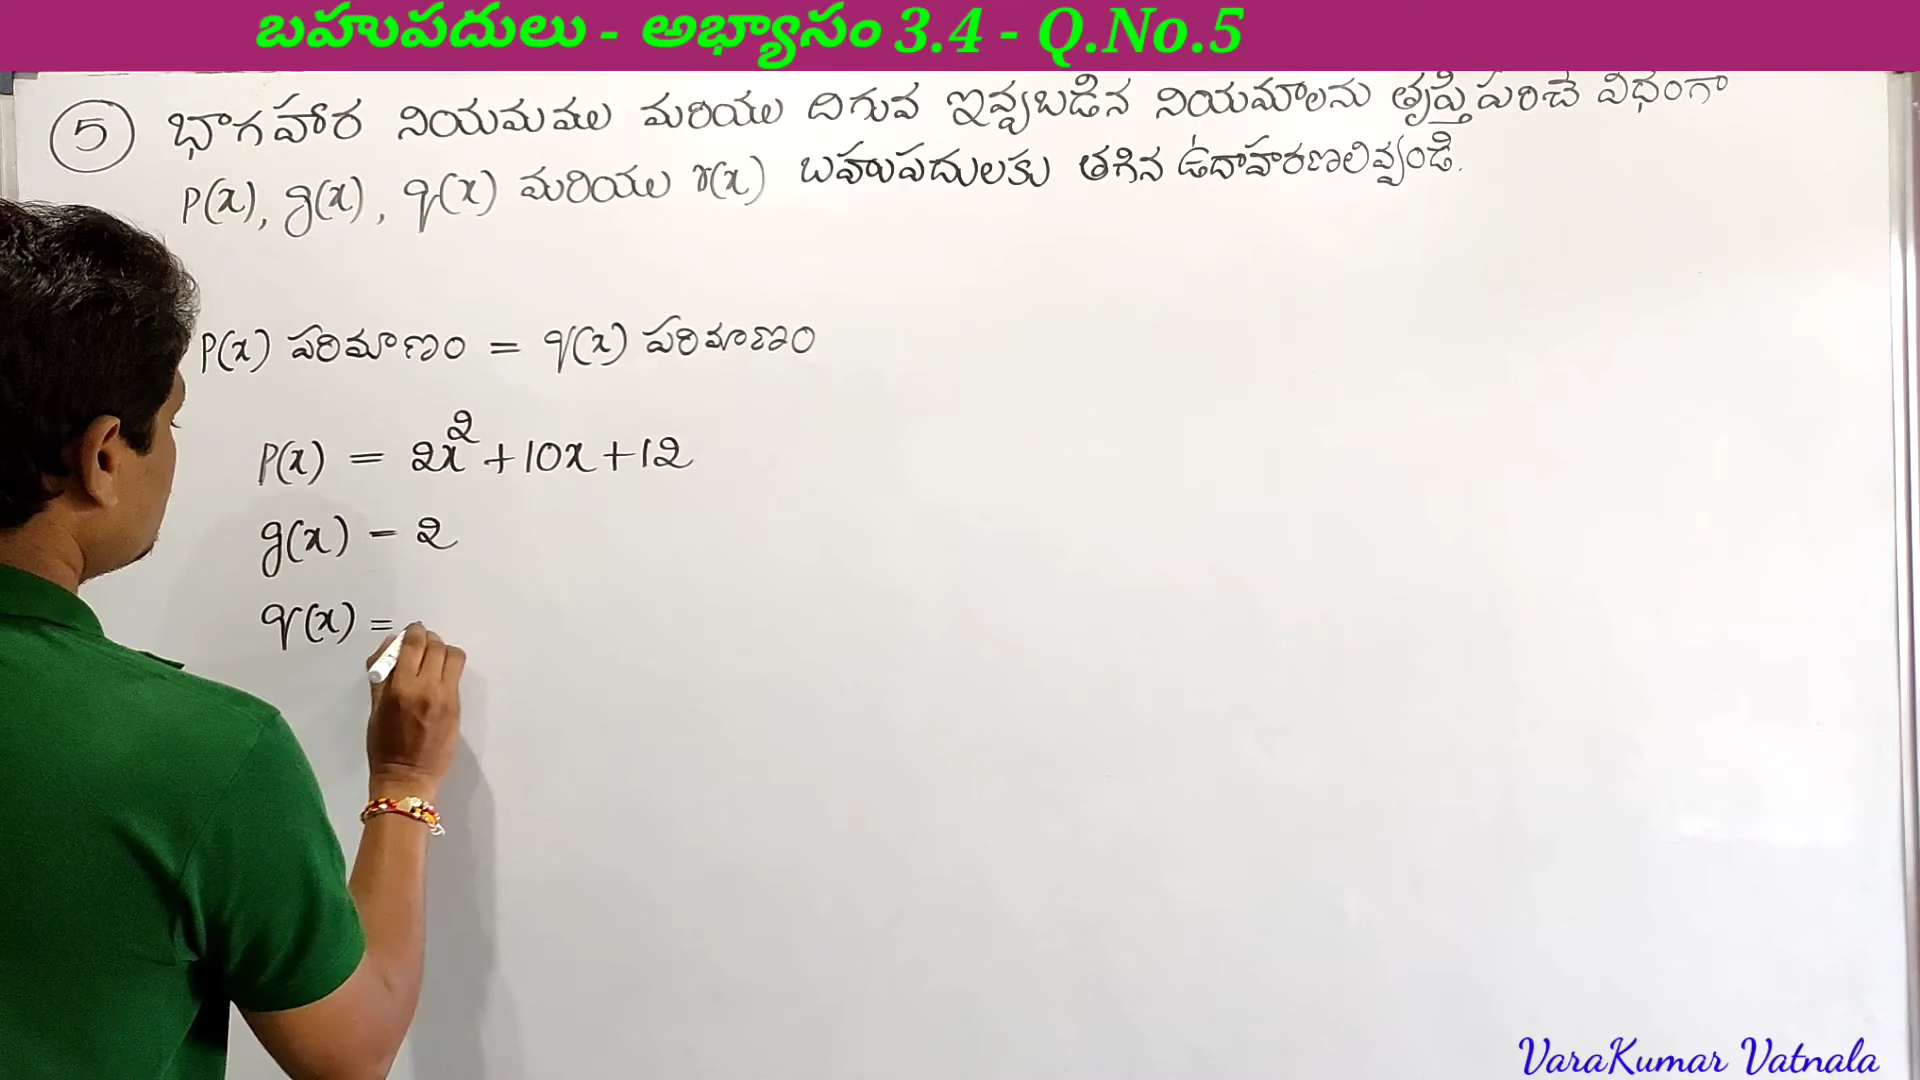 బహుపదులు - అభ్యాసం 3.4 - Q.No.5
5 భాగహార నియమము మరియు దిగువ ఇవ్వబడిన నియమాలను తృప్తిపరిచే విధంగా
P(x), g(x), q(x) మరియు r(x) బహుపదులకు తగిన ఉదాహరణలివ్వండి.
P(x) పరిమాణం = q(x) పరిమాణం
P(x) = 2x² + 10x + 12
g(x) = 2
q(x) =
VaraKumar Vatnala